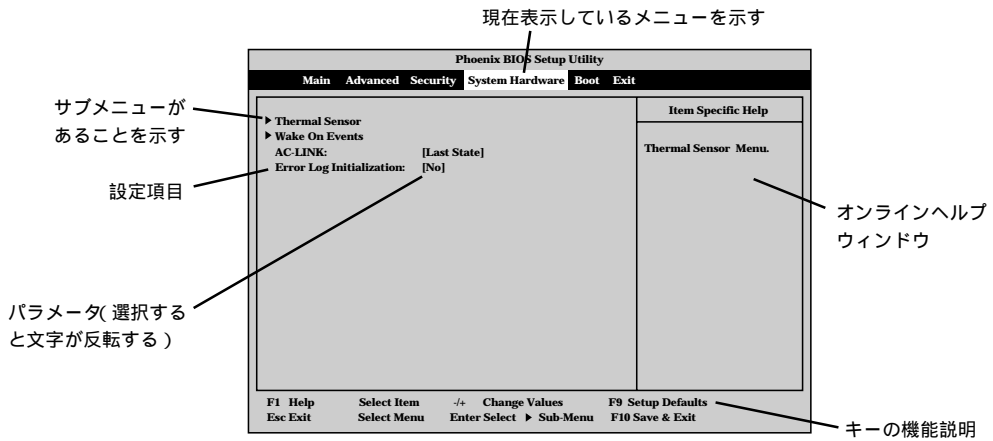 現在表示しているメニューを示す
Phoenix BIOS Setup Utility
Main Advanced Security System Hardware Boot Exit
サブメニューが
あることを示す
▶ Thermal Sensor
▶ Wake On Events
AC-LINK: [Last State]
Error Log Initialization: [No]
Item Specific Help
Thermal Sensor Menu.
設定項目
オンラインヘルプ
ウィンドウ
パラメータ(選択する
と文字が反転する)
F1 Help Select Item -/+ Change Values F9 Setup Defaults
Esc Exit Select Menu Enter Select ▶ Sub-Menu F10 Save & Exit
キーの機能説明